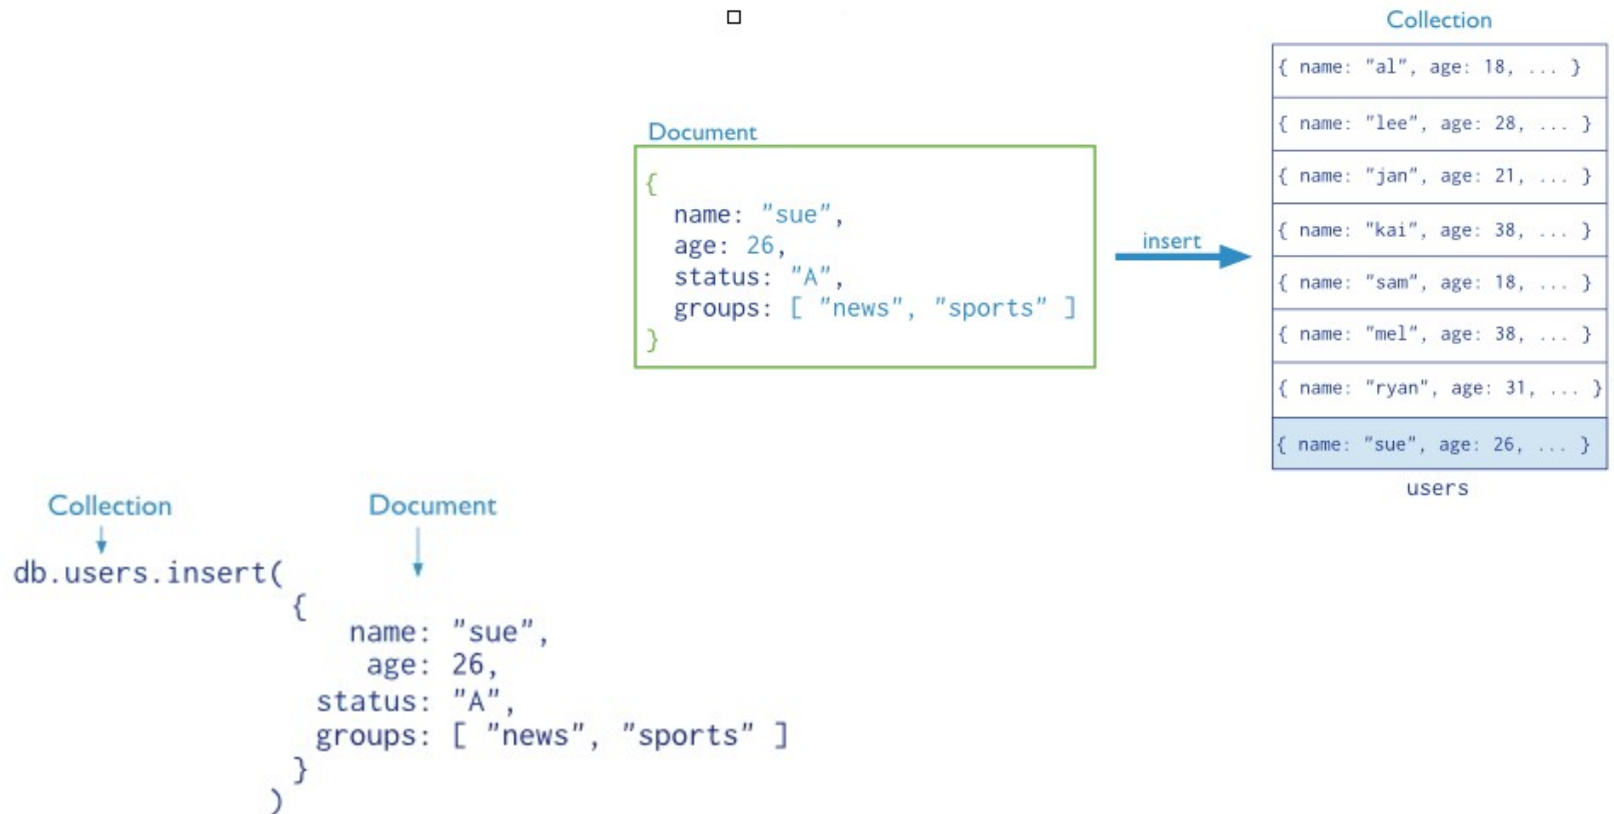 Collection
{ name: "al", age: 18, ... }
{ name: "lee", age: 28, ... }
{ name: "jan", age: 21, ... }
{ name: "kai", age: 38, ... }
{ name: "sam", age: 18, ... }
{ name: "mel", age: 38, ... }
{ name: "ryan", age: 31, ... }
{ name: "sue", age: 26, ... }
users
Document
{
name: "sue",
age: 26,
status: "A",
groups: [ "news", "sports" ]
}
insert
Collection
Document
db.users.insert(
{
name: "sue",
age: 26,
status: "A",
groups: [ "news", "sports" ]
}
)